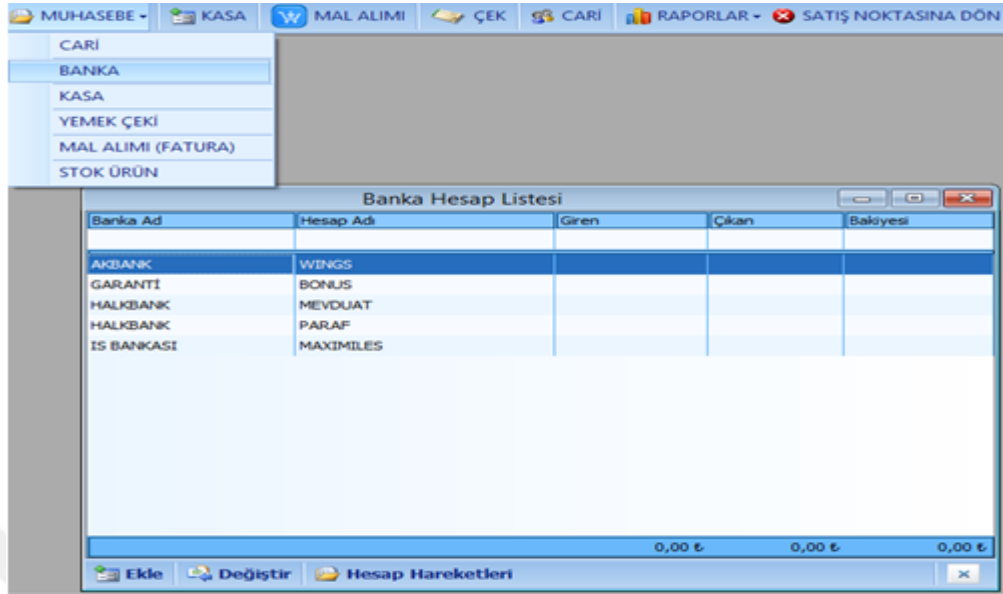 MUHASEBE KASA MAL ALIMI ÇEK CARİ RAPORLAR SATIŞ NOKTASINA DÖN
CARİ
BANKA
KASA
YEMEK ÇEKİ
MAL ALIMI (FATURA)
STOK ÜRÜN
Banka Hesap Listesi
Banka Adı Hesap Adı Giren Çıkan Bakiyesi
AKBANK WINGS
GARANTİ BONUS
HALKBANK MEVDUAT
HALKBANK PARAF
IS BANKASI MAXIMILES
0,00 ₺ 0,00 ₺ 0,00 ₺
Ekle Değiştir Hesap Hareketleri